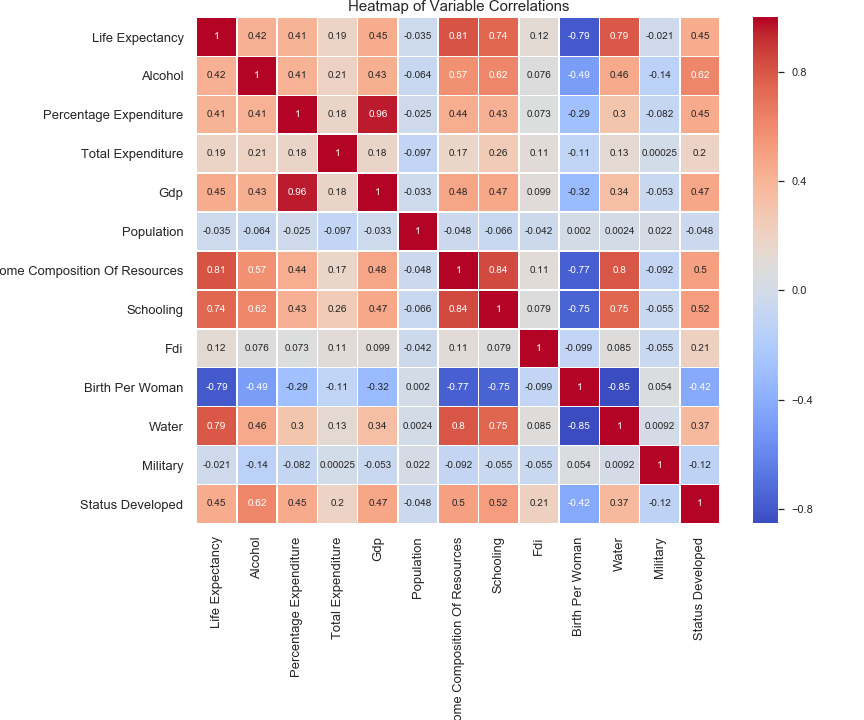 Heatmap of Variable Correlations
Life Expectancy 1 0.42 0.41 0.19 0.45 -0.035 0.81 0.74 0.12 -0.79 0.79 -0.021 0.45
Alcohol 0.42 1 0.41 0.21 0.43 -0.064 0.57 0.62 0.076 -0.49 0.46 -0.14 0.62
Percentage Expenditure 0.41 0.41 1 0.18 0.96 -0.025 0.44 0.43 0.073 -0.29 0.3 -0.082 0.45
Total Expenditure 0.19 0.21 0.18 1 0.18 -0.097 0.17 0.26 0.11 -0.11 0.13 0.00025 0.2
Gdp 0.45 0.43 0.96 0.18 1 -0.033 0.48 0.47 0.099 -0.32 0.34 -0.053 0.47
Population -0.035 -0.064 -0.025 -0.097 -0.033 1 -0.048 -0.066 -0.042 0.002 0.0024 0.022 -0.048
ome Composition Of Resources 0.81 0.57 0.44 0.17 0.48 -0.048 1 0.84 0.11 -0.77 0.8 -0.092 0.5
Schooling 0.74 0.62 0.43 0.26 0.47 -0.066 0.84 1 0.079 -0.75 0.75 -0.055 0.52
Fdi 0.12 0.076 0.073 0.11 0.099 -0.042 0.11 0.079 1 -0.099 0.085 -0.055 0.21
Birth Per Woman -0.79 -0.49 -0.29 -0.11 -0.32 0.002 -0.77 -0.75 -0.099 1 -0.85 0.054 -0.42
Water 0.79 0.46 0.3 0.13 0.34 0.0024 0.8 0.75 0.085 -0.85 1 0.0092 0.37
Military -0.021 -0.14 -0.082 0.00025 -0.053 0.022 -0.092 -0.055 -0.055 0.054 0.0092 1 -0.12
Status Developed 0.45 0.62 0.45 0.2 0.47 -0.048 0.5 0.52 0.21 -0.42 0.37 -0.12 1
Life Expectancy
Alcohol
Percentage Expenditure
Total Expenditure
Gdp
Population
ome Composition Of Resources
Schooling
Fdi
Birth Per Woman
Water
Military
Status Developed
0.8
0.4
0.0
−0.4
−0.8